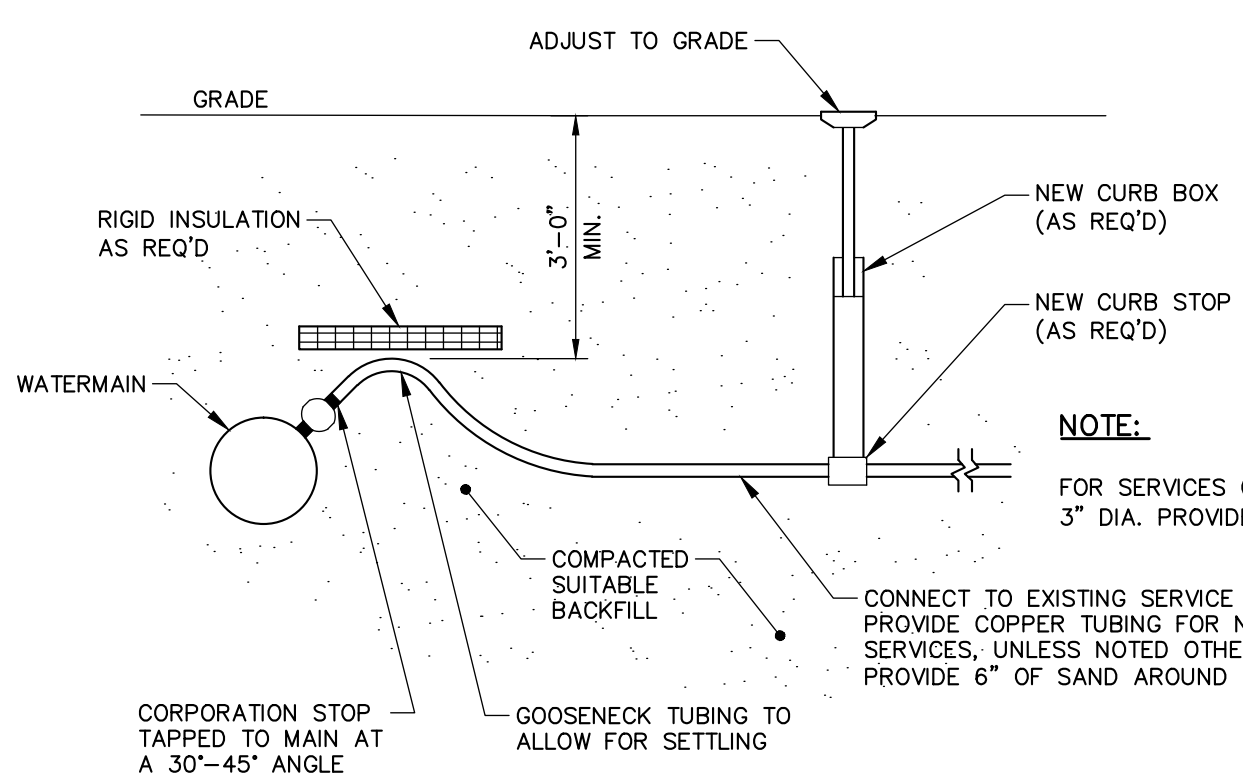 ADJUST TO GRADE
GRADE
3'-0"
MIN.
RIGID INSULATION
AS REQ'D
NEW CURB BOX
(AS REQ'D)
NEW CURB STOP
(AS REQ'D)
WATERMAIN
NOTE:
FOR SERVICES
3" DIA. PROVID
COMPACTED
SUITABLE
BACKFILL
CONNECT TO EXISTING SERVICE
PROVIDE COPPER TUBING FOR
SERVICES, UNLESS NOTED OTHE
PROVIDE 6" OF SAND AROUND
CORPORATION STOP
TAPPED TO MAIN AT
A 30°-45° ANGLE
GOOSENECK TUBING TO
ALLOW FOR SETTLING